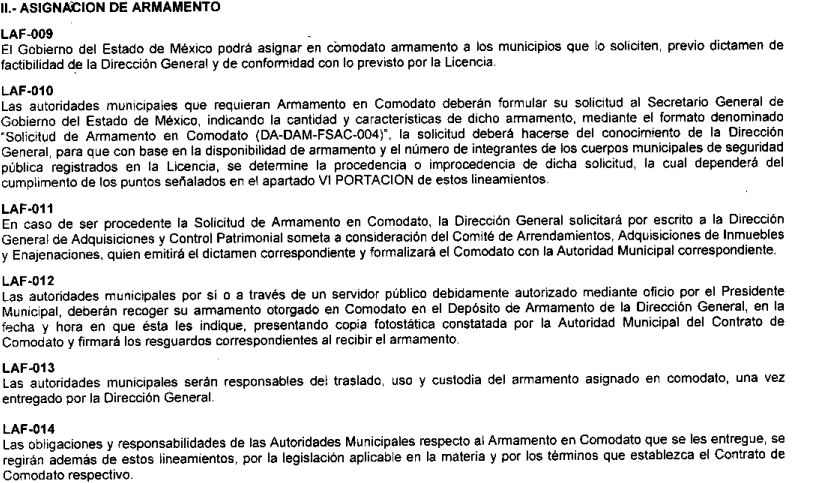 II.- ASIGNACION DE ARMAMENTO
LAF-009
El Gobierno del Estado de México podrá asignar en comodato armamento a los municipios que lo soliciten, previo dictamen de
factibilidad de la Dirección General y de conformidad con lo previsto por la Licencia.
LAF-010
Las autoridades municipales que requieran Armamento en Comodato deberán formular su solicitud al Secretario General de
Gobierno del Estado de México, indicando la cantidad y características de dicho armamento, mediante el formato denominado
"Solicitud de Armamento en Comodato (DA-DAM-FSAC-004)", la solicitud deberá hacerse del conocimiento de la Dirección
General, para que con base en la disponibilidad de armamento y el número de integrantes de los cuerpos municipales de seguridad
pública registrados en la Licencia, se determine la procedencia o improcedencia de dicha solicitud, la cual dependerá del
cumplimento de los puntos señalados en el apartado VI PORTACION de estos lineamientos.
LAF-011
En caso de ser procedente la Solicitud de Armamento en Comodato, la Dirección General solicitará por escrito a la Dirección
General de Adquisiciones y Control Patrimonial someta a consideración del Comité de Arrendamientos, Adquisiciones de Inmuebles
y Enajenaciones, quien emitirá el dictamen correspondiente y formalizará el Comodato con la Autoridad Municipal correspondiente.
LAF-012
Las autoridades municipales por sí o a través de un servidor público debidamente autorizado mediante oficio por el Presidente
Municipal, deberán recoger su armamento otorgado en Comodato en el Depósito de Armamento de la Dirección General, en la
fecha y hora en que ésta les indique, presentando copia fotostática constatada por la Autoridad Municipal del Contrato de
Comodato y firmará los resguardos correspondientes al recibir el armamento.
LAF-013
Las autoridades municipales serán responsables del traslado, uso y custodia del armamento asignado en comodato, una vez
entregado por la Dirección General.
LAF-014
Las obligaciones y responsabilidades de las Autoridades Municipales respecto al Armamento en Comodato que se les entregue, se
regirán además de estos lineamientos, por la legislación aplicable en la materia y por los términos que establezca el Contrato de
Comodato respectivo.